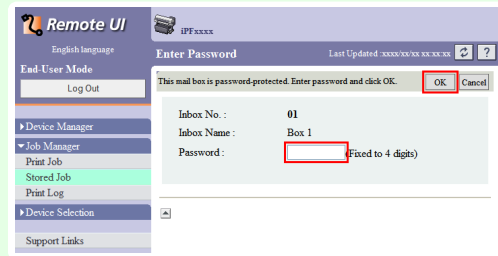 Remote UI
English language
End-User Mode
Log Out
Device Manager
Job Manager
Print Job
Stored Job
Print Log
Device Selection
Support Links
iPFxxxx
Enter Password
Last Updated :xxxx/xx/xx xx:xx:xx
?
This mail box is password-protected. Enter password and click OK.
OK
Cancel
Inbox No. : 01
Inbox Name : Box 1
Password : (Fixed to 4 digits)